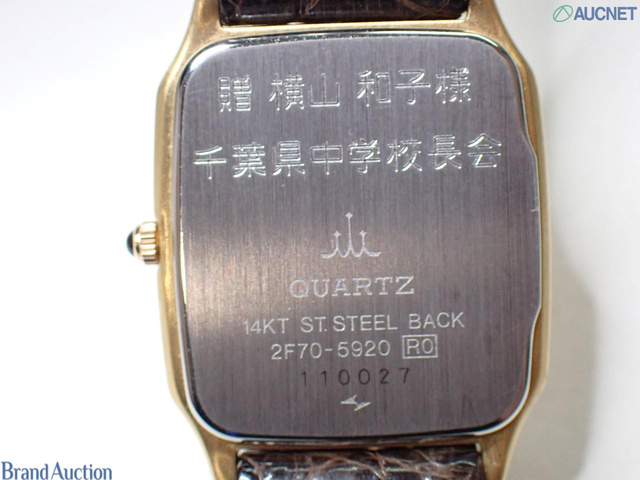 AUCNET
贈 横山 和子様
千葉県中学校長会
QUARTZ
14KT ST.STEEL BACK
2F70-5920 R0
110027
Brand Auction